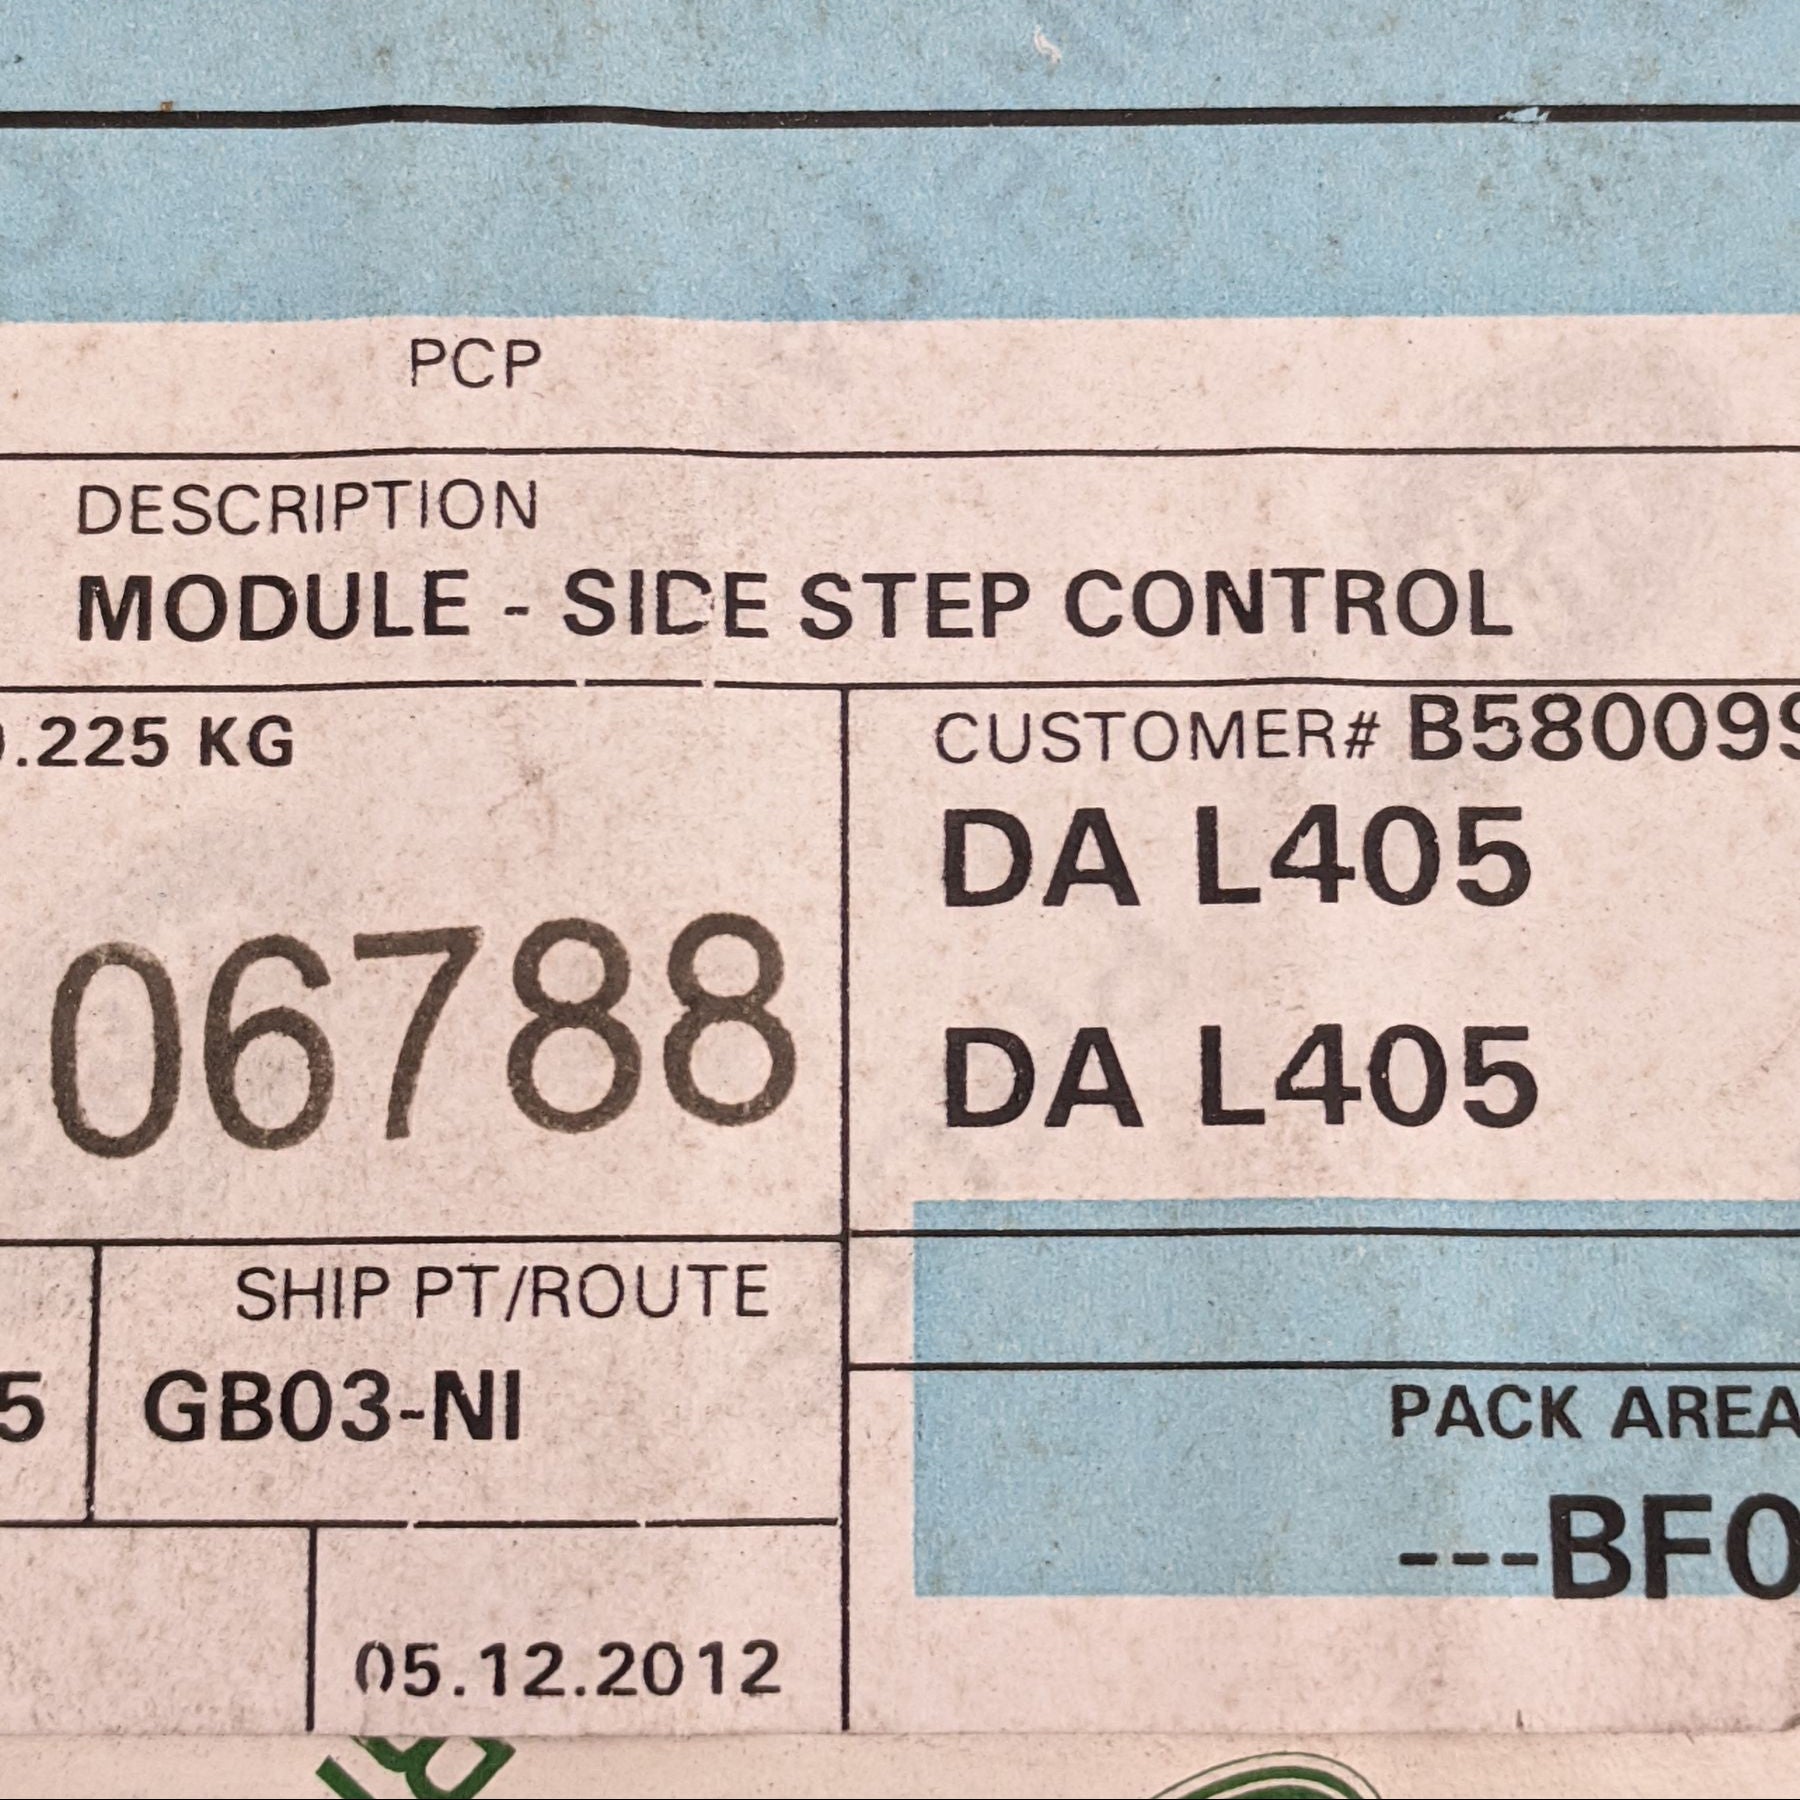 PCP
DESCRIPTION
MODULE - SIDE STEP CONTROL
.225 KG
CUSTOMER# B580099
DA L405
06788
DA L405
SHIP PT/ROUTE
5
GB03-NI
PACK AREA
---BF0
05.12.2012